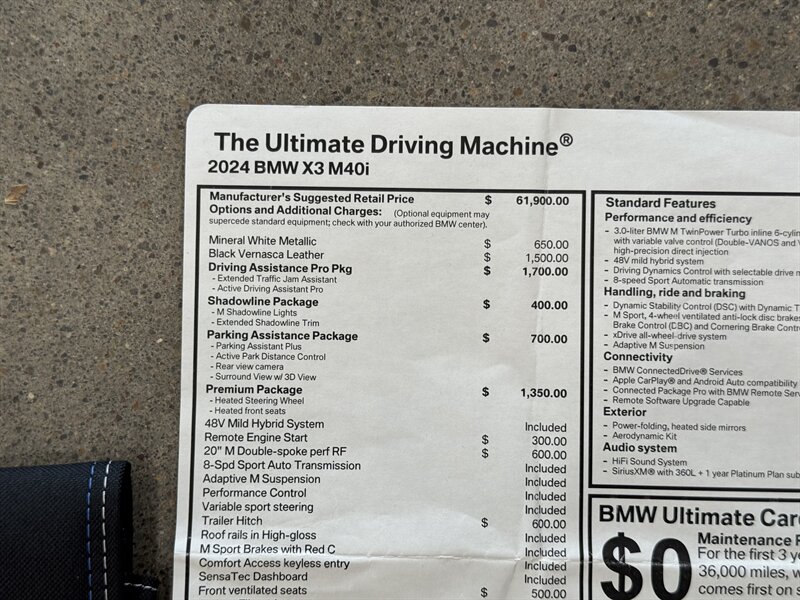 The Ultimate Driving Machine®
2024 BMW X3 M40i
Manufacturer's Suggested Retail Price $ 61,900.00
Options and Additional Charges: (Optional equipment may
supercede standard equipment; check with your authorized BMW center).
Mineral White Metallic $ 650.00
Black Vernasca Leather $ 1,500.00
Driving Assistance Pro Pkg $ 1,700.00
- Extended Traffic Jam Assistant
- Active Driving Assistant Pro
Shadowline Package $ 400.00
- M Shadowline Lights
- Extended Shadowline Trim
Parking Assistance Package $ 700.00
- Parking Assistant Plus
- Active Park Distance Control
- Rear view camera
- Surround View w/ 3D View
Premium Package $ 1,350.00
- Heated Steering Wheel
- Heated front seats
48V Mild Hybrid System Included
Remote Engine Start $ 300.00
20" M Double-spoke perf RF $ 600.00
8-Spd Sport Auto Transmission Included
Adaptive M Suspension Included
Performance Control Included
Variable sport steering Included
Trailer Hitch $ 600.00
Roof rails in High-gloss Included
M Sport Brakes with Red C Included
Comfort Access keyless entry Included
SensaTec Dashboard Included
Front ventilated seats $ 500.00
Standard Features
Performance and efficiency
- 3.0-liter BMW M TwinPower Turbo inline 6-cylin
with variable valve control (Double-VANOS and V
high-precision direct injection
- 48V mild hybrid system
- Driving Dynamics Control with selectable drive m
- 8-speed Sport Automatic transmission
Handling, ride and braking
- Dynamic Stability Control (DSC) with Dynamic T
- M Sport, 4-wheel ventilated anti-lock disc brakes
Brake Control (DBC) and Cornering Brake Contr
- xDrive all-wheel-drive system
- Adaptive M Suspension
Connectivity
- BMW ConnectedDrive® Services
- Apple CarPlay® and Android Auto compatibility
- Connected Package Pro with BMW Remote Serv
- Remote Software Upgrade Capable
Exterior
- Power-folding, heated side mirrors
- Aerodynamic Kit
Audio system
- HiFi Sound System
- SiriusXM® with 360L + 1 year Platinum Plan sub
BMW Ultimate Care
$0
Maintenance P
For the first 3 ye
36,000 miles, w
comes first on s